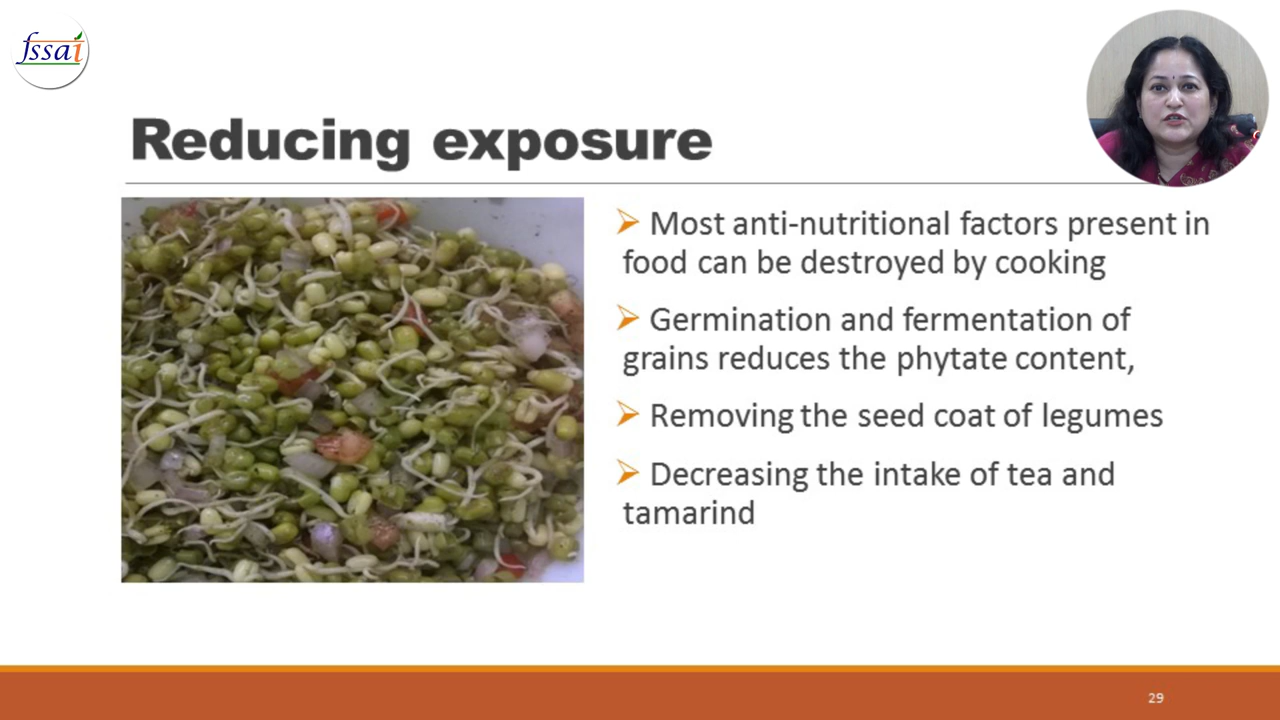 fssai
Reducing exposure
➢ Most anti-nutritional factors present in
food can be destroyed by cooking
➢ Germination and fermentation of
grains reduces the phytate content,
➢ Removing the seed coat of legumes
➢ Decreasing the intake of tea and
tamarind
29